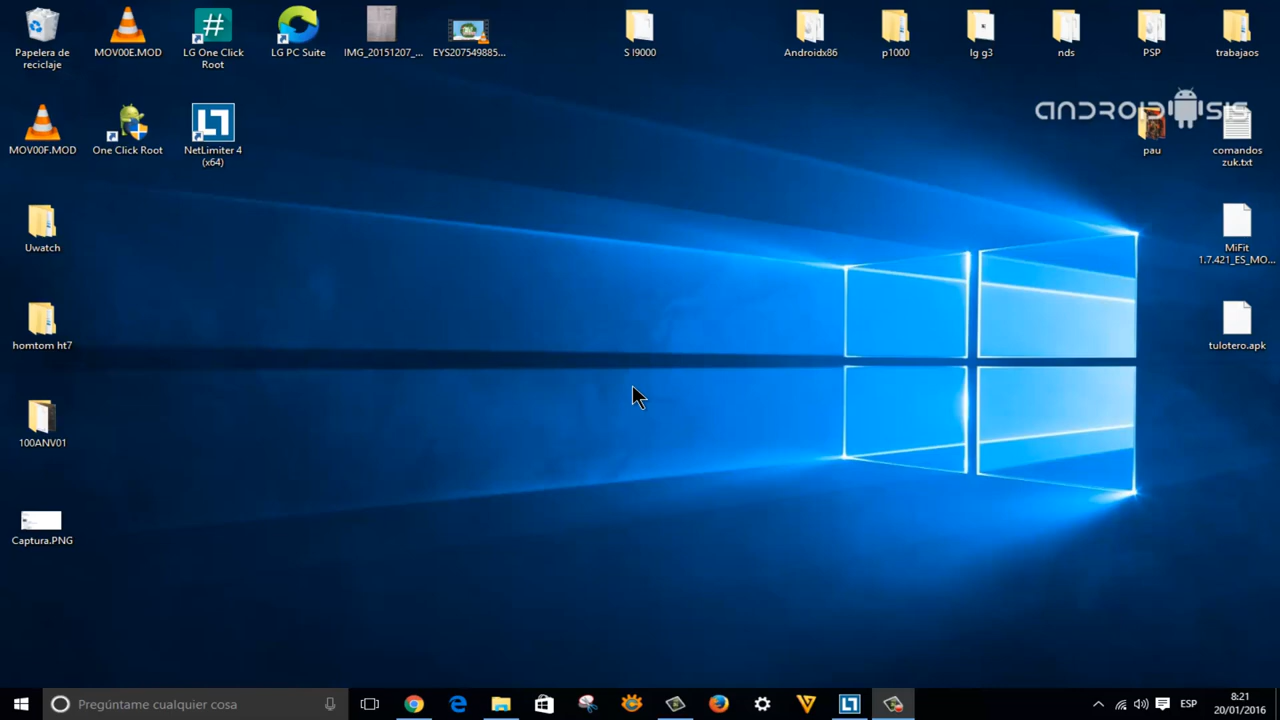 Papelera de
reciclaje
MOV00E.MOD
LG One Click
Root
LG PC Suite
IMG_20151207_...
EYS207549885...
S I9000
Androidx86
p1000
lg g3
nds
PSP
trabajaos
MOV00F.MOD
One Click Root
NetLimiter 4
(x64)
ANDROIDSIS
pau
comandos
zuk.txt
Uwatch
MiFit
1.7.421_ES_MO...
homtom ht7
tulotero.apk
100ANV01
Captura.PNG
Pregúntame cualquier cosa
ESP
8:21
20/01/2016